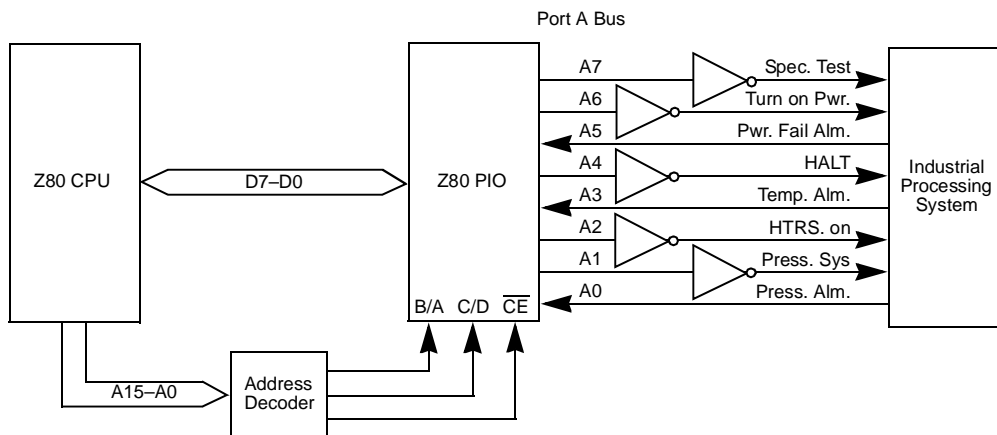 Port A Bus
A7
Spec. Test
A6
Turn on Pwr.
A5
Pwr. Fail Alm.
Z80 CPU
D7–D0
Z80 PIO
A4
HALT
Industrial
Processing
System
A3
Temp. Alm.
A2
HTRS. on
A1
Press. Sys
A0
Press. Alm.
B/A C/D CE
A15–A0
Address
Decoder